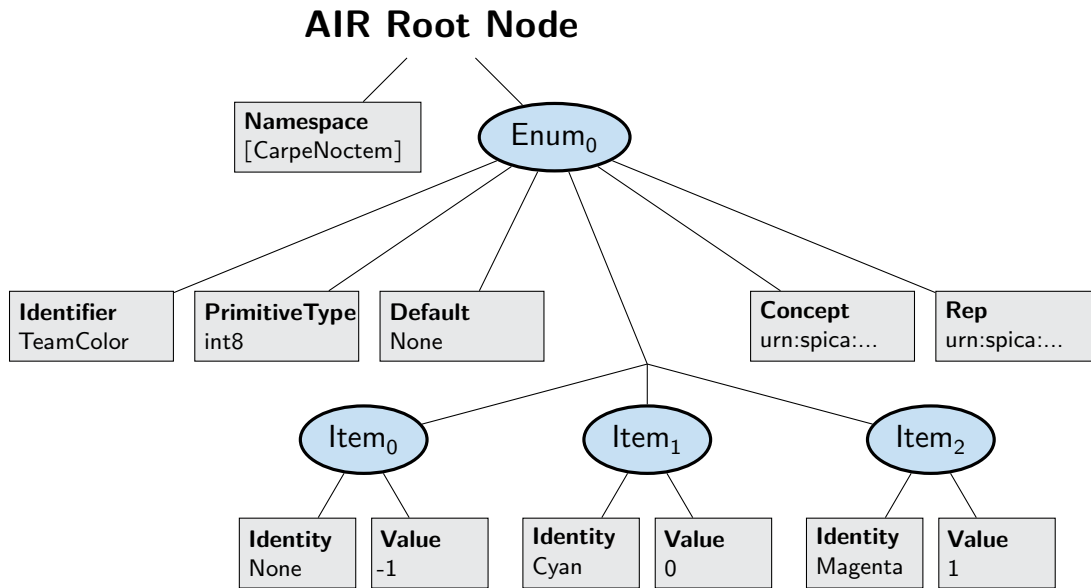 AIR Root Node
Namespace
[CarpeNoctem]
Enum₀
Identifier
TeamColor
PrimitiveType
int8
Default
None
Concept
urn:spica:...
Rep
urn:spica:...
Item₀
Item₁
Item₂
Identity
None
Value
-1
Identity
Cyan
Value
0
Identity
Magenta
Value
1